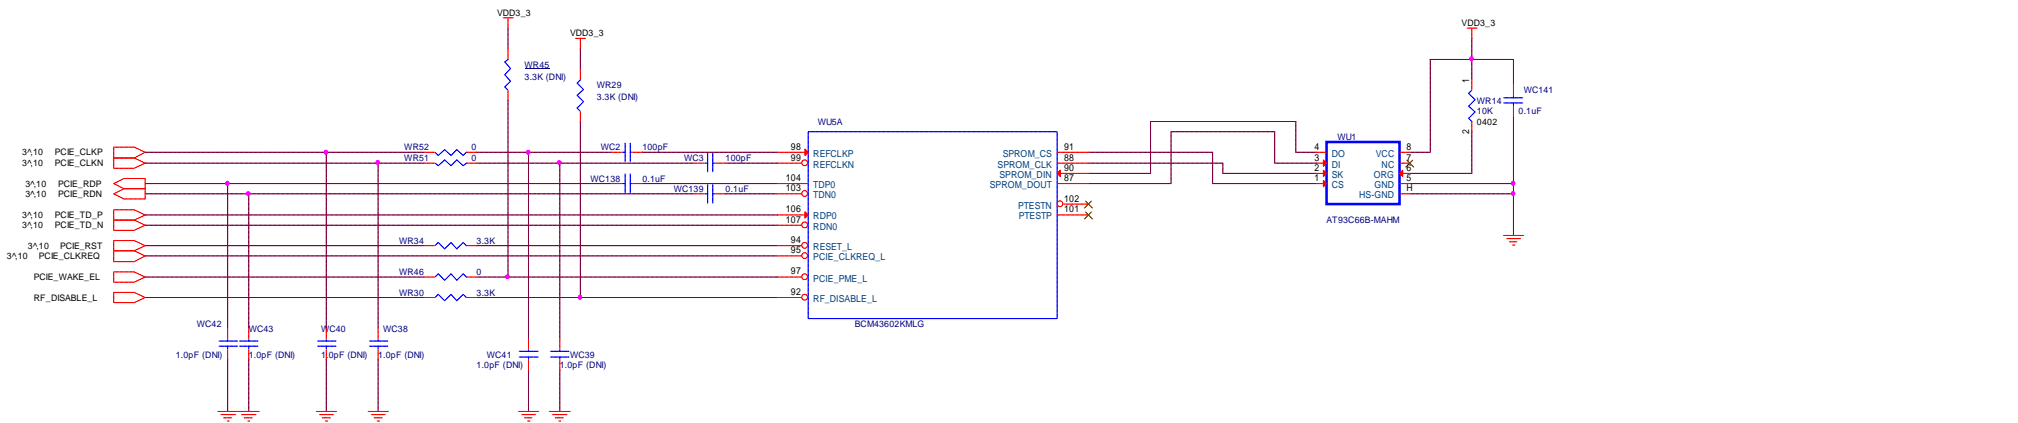 VDD3_3
VDD3_3
VDD3_3
WR45
3.3K (DNI)
WR29
3.3K (DNI)
WR14
10K
0402
1
2
WC141
0.1uF
WU5A
WU1
3^,10 PCIE_CLKP
WR52 0
WC2 100pF
98 REFCLKP
3^,10 PCIE_CLKN
WR51 0
WC3 100pF
99 REFCLKN
3^,10 PCIE_RDP
WC138 0.1uF
104 TDP0
3^,10 PCIE_RDN
WC139 0.1uF
103 TDN0
3^,10 PCIE_TD_P
106 RDP0
3^,10 PCIE_TD_N
107 RDN0
3^,10 PCIE_RST
WR34 3.3K
94 RESET_L
3^,10 PCIE_CLKREQ
95 PCIE_CLKREQ_L
PCIE_WAKE_EL
WR46 0
97 PCIE_PME_L
RF_DISABLE_L
WR30 3.3K
92 RF_DISABLE_L
SPROM_CS 91
SPROM_CLK 88
SPROM_DIN 90
SPROM_DOUT 87
PTESTN 102
PTESTP 101
BCM43602KMLG
4 DO VCC 8
3 DI NC 7
2 SK ORG 6
1 CS GND 5
HS-GND H
AT93C66B-MAHM
WC42
1.0pF (DNI)
WC43
1.0pF (DNI)
WC40
1.0pF (DNI)
WC38
1.0pF (DNI)
WC41
1.0pF (DNI)
WC39
1.0pF (DNI)